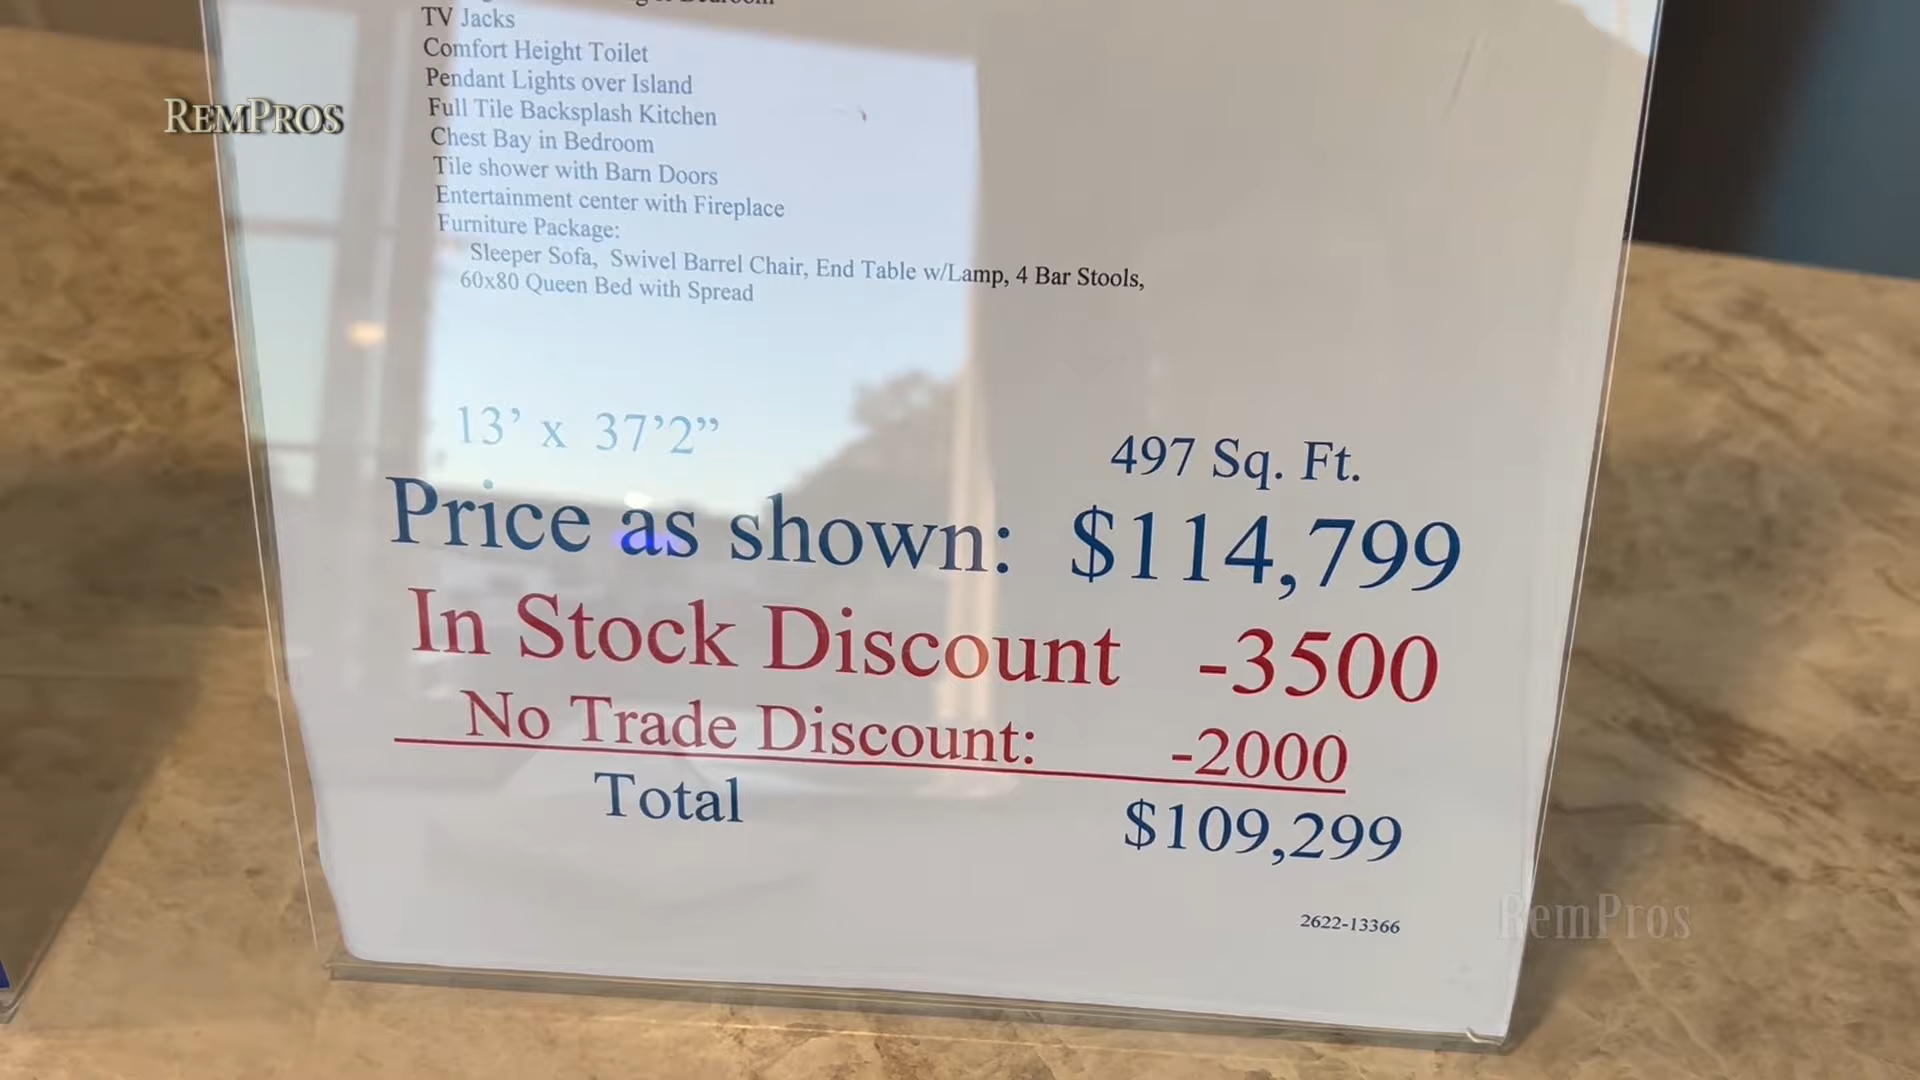 Bedroom
TV Jacks
Comfort Height Toilet
Pendant Lights over Island
Full Tile Backsplash Kitchen
Chest Bay in Bedroom
Tile shower with Barn Doors
Entertainment center with Fireplace
Furniture Package:
Sleeper Sofa, Swivel Barrel Chair, End Table w/Lamp, 4 Bar Stools,
60x80 Queen Bed with Spread
13' x 37'2”
497 Sq. Ft.
Price as shown: $114,799
In Stock Discount -3500
No Trade Discount: -2000
Total $109,299
2622-13366
REMPROS
RemPros